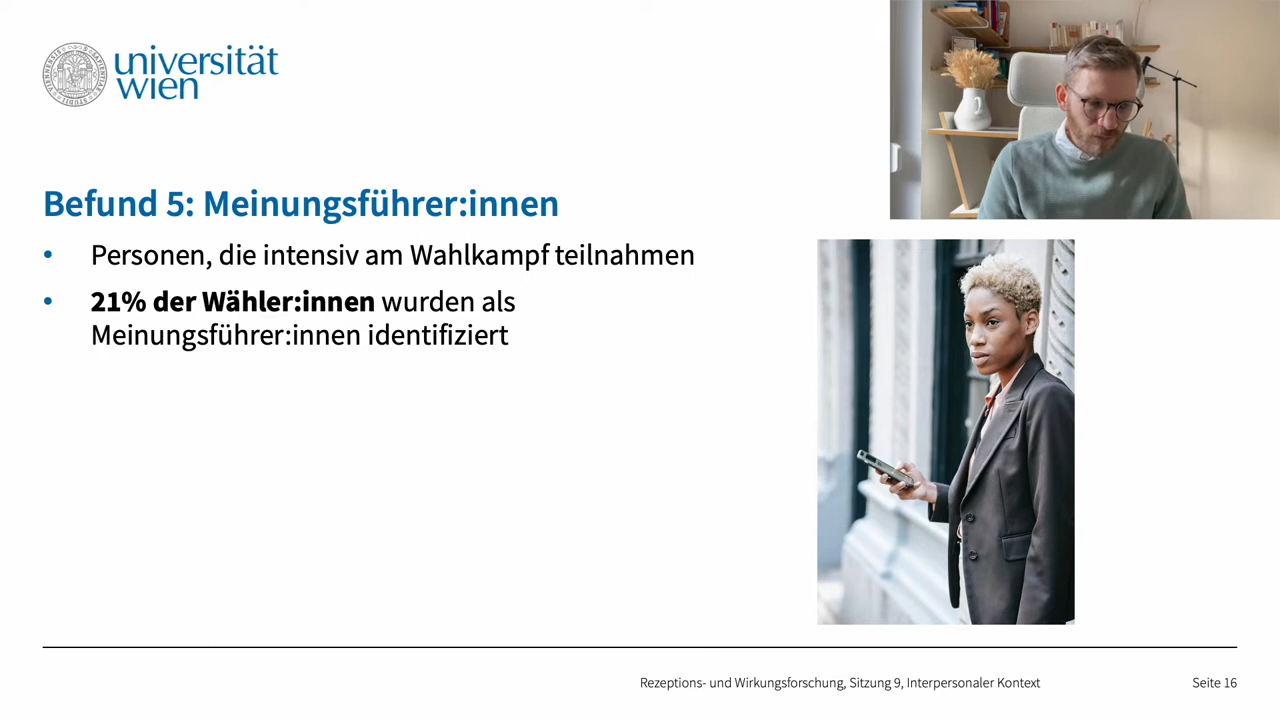 universität
wien
Befund 5: Meinungsführer:innen
• Personen, die intensiv am Wahlkampf teilnahmen
• 21% der Wähler:innen wurden als
Meinungsführer:innen identifiziert
Rezeptions- und Wirkungsforschung, Sitzung 9, Interpersonaler Kontext
Seite 16